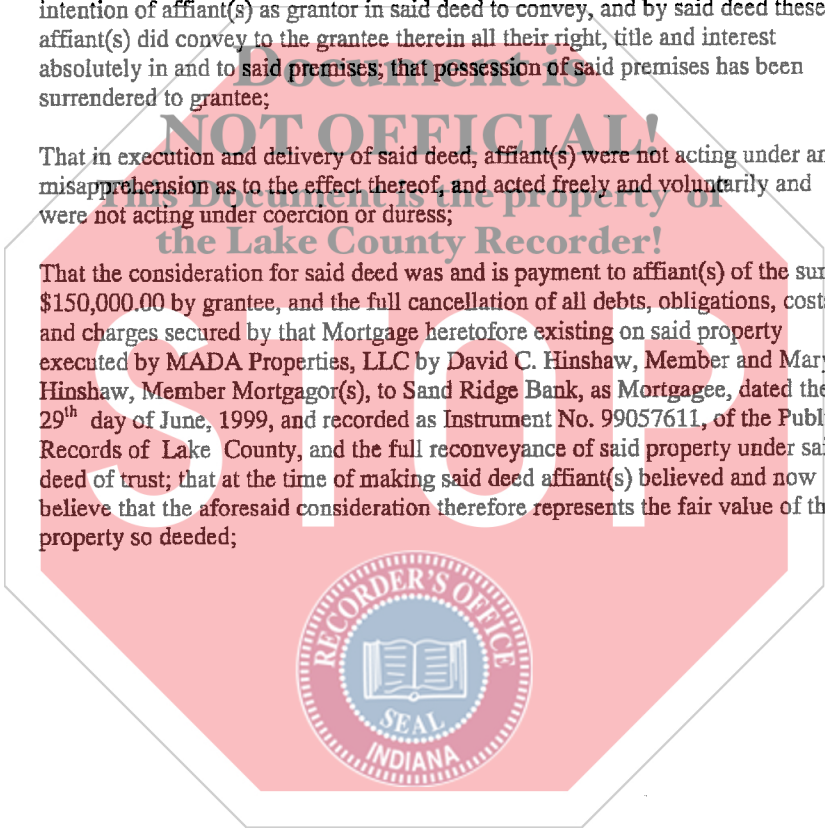 intention of affiant(s) as grantor in said deed to convey, and by said deed these
affiant(s) did convey to the grantee therein all their right, title and interest
absolutely in and to said premises; that possession of said premises has been
surrendered to grantee;
Document is
NOT OFFICIAL!
This Document is the property of
the Lake County Recorder!
That in execution and delivery of said deed, affiant(s) were not acting under
misapprehension as to the effect thereof, and acted freely and voluntarily and
were not acting under coercion or duress;
That the consideration for said deed was and is payment to affiant(s) of the
$150,000.00 by grantee, and the full cancellation of all debts, obligations,
and charges secured by that Mortgage heretofore existing on said property
executed by MADA Properties, LLC by David C. Hinshaw, Member and Mary
Hinshaw, Member Mortgagor(s), to Sand Ridge Bank, as Mortgagee, dated the
29th day of June, 1999, and recorded as Instrument No. 99057611, of the
Records of Lake County, and the full reconveyance of said property under
deed of trust; that at the time of making said deed affiant(s) believed and now
believe that the aforesaid consideration therefore represents the fair value of
property so deeded;
STOP
RECORDER'S OFFICE
SEAL
INDIANA